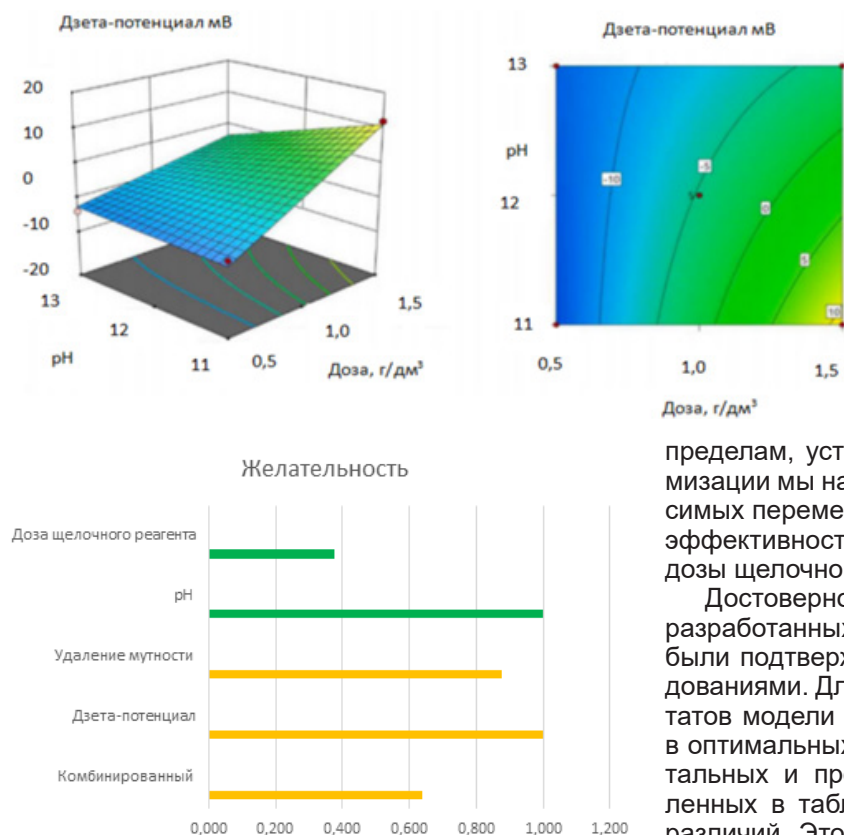 Дзета-потенциал мВ
20
10
0
-10
-20
13
12
11
pH
0,5
1,0
1,5
Доза, г/дм³
Дзета-потенциал мВ
13
pH
12
11
-10
-5
0
5
10
0,5
1,0
1,5
Доза, г/дм³
Желательность
Доза щелочного реагента
pH
Удаление мутности
Дзета-потенциал
Комбинированный
0,000 0,200 0,400 0,600 0,800 1,000 1,200
пределам, уст
мизации мы на
симых переме
эффективност
дозы щелочно
Достоверно
разработанных
были подтверж
дованиями. Дл
татов модели
в оптимальных
тальных и пре
ленных в табл
различий. Это